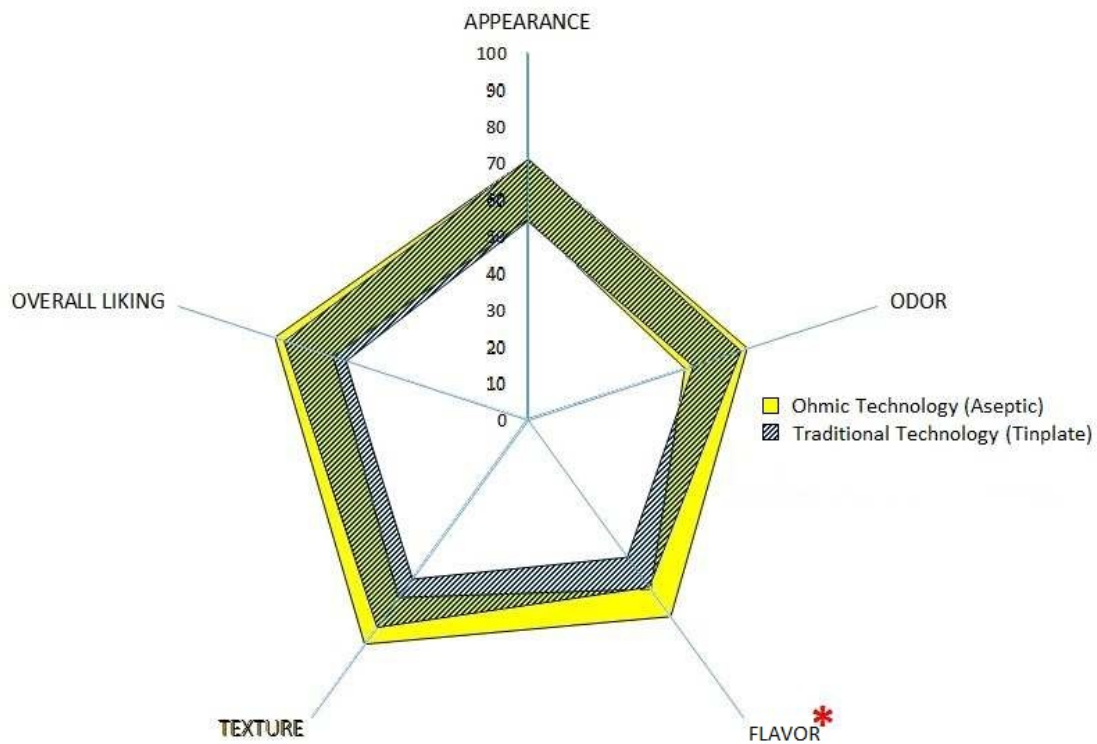 APPEARANCE
100
90
80
70
60
50
40
30
20
10
0
OVERALL LIKING
ODOR
Ohmic Technology (Aseptic)
Traditional Technology (Tinplate)
TEXTURE
FLAVOR*